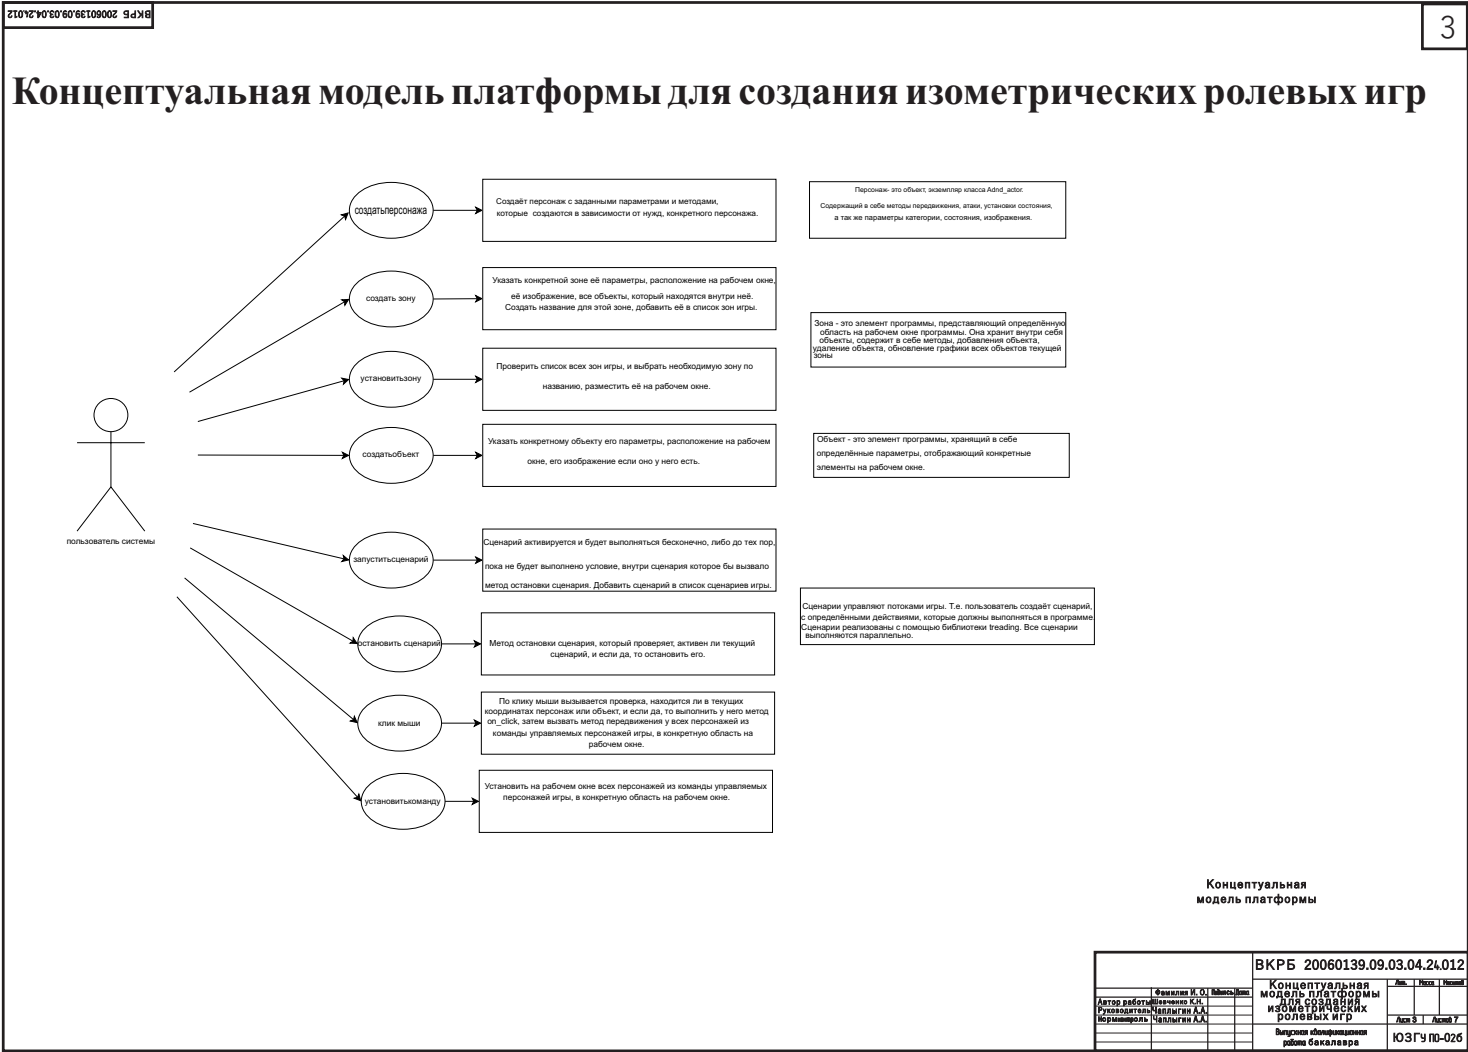 ВКРБ 20060139.09.03.04.24.012
3
Концептуальная модель платформы для создания изометрических ролевых игр
создатьперсонажа
Создаёт персонаж с заданными параметрами и методами,
которые создаются в зависимости от нужд, конкретного персонажа.
Персонаж- это объект, экземпляр класса Adnd_actor.
Содержащий в себе методы передвижения, атаки, установки состояния,
а так же параметры категории, состояния, изображения.
создать зону
Указать конкретной зоне её параметры, расположение на рабочем окне,
её изображение, все объекты, который находятся внутри неё.
Создать название для этой зоне, добавить её в список зон игры.
Зона - это элемент программы, представляющий определённую
область на рабочем окне программы. Она хранит внутри себя
объекты, содержит в себе методы, добавления объекта,
удаление объекта, обновление графики всех объектов текущей
зоны
установитьзону
Проверить список всех зон игры, и выбрать необходимую зону по
названию, разместить её на рабочем окне.
создатьобъект
Указать конкретному объекту его параметры, расположение на рабочем
окне, его изображение если оно у него есть.
Объект - это элемент программы, хранящий в себе
определённые параметры, отображающий конкретные
элементы на рабочем окне.
пользователь системы
запуститьсценарий
Сценарий активируется и будет выполняться бесконечно, либо до тех пор,
пока не будет выполнено условие, внутри сценария которое бы вызвало
метод остановки сценария. Добавить сценарий в список сценариев игры.
Сценарии управляют потоками игры. Т.е. пользователь создаёт сценарий,
с определёнными действиями, которые должны выполняться в программе.
Сценарии реализованы с помощью библиотеки treading. Все сценарии
выполняются параллельно.
остановить сценарий
Метод остановки сценария, который проверяет, активен ли текущий
сценарий, и если да, то остановить его.
клик мыши
По клику мыши вызывается проверка, находится ли в текущих
координатах персонаж или объект, и если да, то выполнить у него метод
on_click, затем вызвать метод передвижения у всех персонажей из
команды управляемых персонажей игры, в конкретную область на
рабочем окне.
установитькоманду
Установить на рабочем окне всех персонажей из команды управляемых
персонажей игры, в конкретную область на рабочем окне.
Концептуальная
модель платформы
ВКРБ 20060139.09.03.04.24.012
Фамилия И. О. Подпись Дата
Автор работы Шевченко К.Н.
Руководитель Чаплыгин А.А.
Нормконтроль Чаплыгин А.А.
Концептуальная
модель платформы
для создания
изометрических
ролевых игр
Лит. Масса Масштаб
Лист 3 Листов 7
Выпускная квалификационная
работа бакалавра
ЮЗГУ ПО-02б